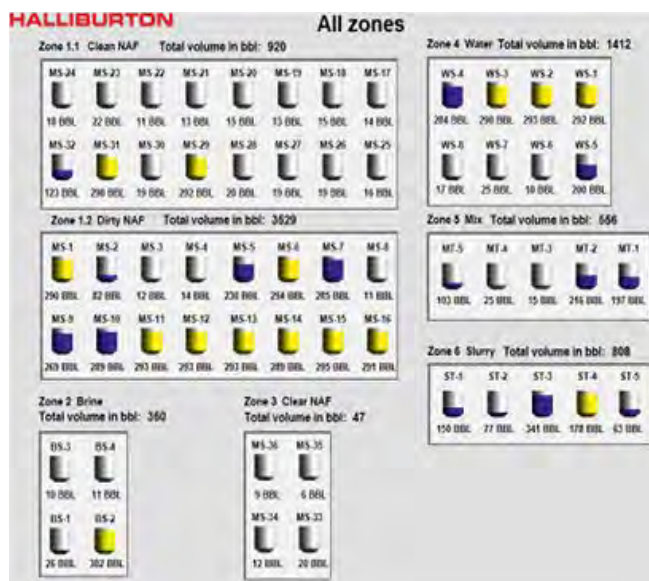 HALLIBURTON
All zones
Zone 1.1 Clean NAF Total volume in bbl: 920
MS-24 MS-23 MS-22 MS-21 MS-20 MS-19 MS-18 MS-17
18 BBL 22 BBL 11 BBL 13 BBL 15 BBL 13 BBL 15 BBL 14 BBL
MS-32 MS-31 MS-30 MS-29 MS-28 MS-27 MS-26 MS-25
123 BBL 290 BBL 19 BBL 292 BBL 20 BBL 19 BBL 19 BBL 16 BBL
Zone 1.2 Dirty NAF Total volume in bbl: 3529
MS-1 MS-2 MS-3 MS-4 MS-5 MS-6 MS-7 MS-8
290 BBL 82 BBL 12 BBL 14 BBL 230 BBL 294 BBL 285 BBL 11 BBL
MS-9 MS-10 MS-11 MS-12 MS-13 MS-14 MS-15 MS-16
269 BBL 289 BBL 293 BBL 293 BBL 293 BBL 289 BBL 295 BBL 291 BBL
Zone 2 Brine
Total volume in bbl: 350
BS-3 BS-4
10 BBL 11 BBL
BS-1 BS-2
26 BBL 302 BBL
Zone 3 Clear NAF
Total volume in bbl: 47
MS-36 MS-35
9 BBL 6 BBL
MS-34 MS-33
12 BBL 20 BBL
Zone 4 Water Total volume in bbl: 1412
WS-4 WS-3 WS-2 WS-1
284 BBL 290 BBL 293 BBL 292 BBL
WS-8 WS-7 WS-6 WS-5
17 BBL 25 BBL 10 BBL 200 BBL
Zone 5 Mix Total volume in bbl: 556
MT-5 MT-4 MT-3 MT-2 MT-1
103 BBL 25 BBL 15 BBL 216 BBL 197 BBL
Zone 6 Slurry Total volume in bbl: 808
ST-1 ST-2 ST-3 ST-4 ST-5
150 BBL 77 BBL 341 BBL 178 BBL 63 BBL